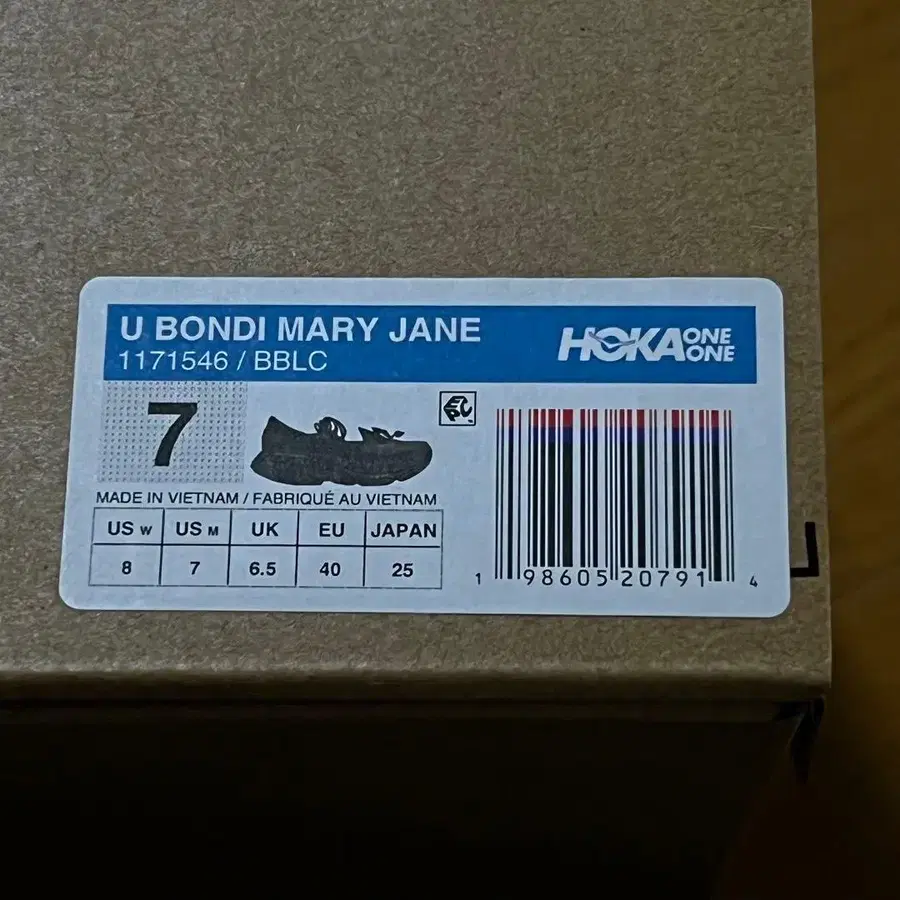 U BONDI MARY JANE
1171546 / BBLC
HOKA ONE ONE
7
MADE IN VIETNAM / FABRIQUÉ AU VIETNAM
US W US M UK EU JAPAN
8 7 6.5 40 25
1 98605 20791 4